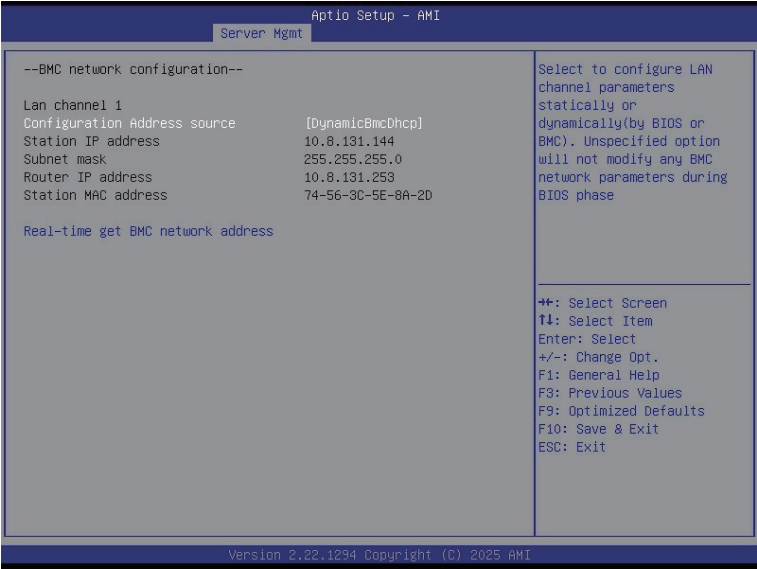 Aptio Setup - AMI
Server Mgmt
--BMC network configuration--
Lan channel 1
Configuration Address source [DynamicBmcDhcp]
Station IP address 10.8.131.144
Subnet mask 255.255.255.0
Router IP address 10.8.131.253
Station MAC address 74-56-3C-5E-8A-2D
Real-time get BMC network address
Select to configure LAN
channel parameters
statically or
dynamically(by BIOS or
BMC). Unspecified option
will not modify any BMC
network parameters during
BIOS phase
→←: Select Screen
↑↓: Select Item
Enter: Select
+/-: Change Opt.
F1: General Help
F3: Previous Values
F9: Optimized Defaults
F10: Save & Exit
ESC: Exit
Version 2.22.1294 Copyright (C) 2025 AMI